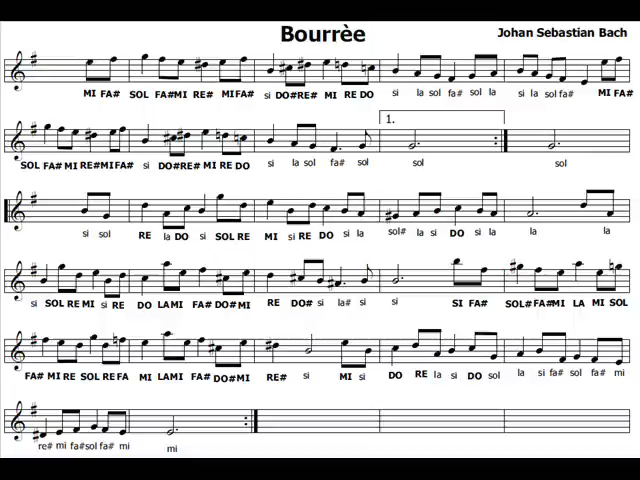 Bourrèe
Johan Sebastian Bach
MI FA# SOL FA#MI RE# MIFA# si DO#RE# MI RE DO si la sol fa# sol la si la sol fa# MI FA#
1.
SOL FA# MI RE#MIFA# si DO#RE#MI RE DO si la sol fa# sol sol sol
si sol RE la DO si SOL RE MI si RE DO si la sol# la si DO si la la la
si SOL RE MI si RE DO LAMI FA# DO#MI RE DO# si la# si si SI FA# SOL#FA#MI LA MI SOL
FA# MI RE SOL RE FA MI LAMI FA# DO#MI RE# si MI si DO RE la si DO sol la si fa# sol fa# mi
re# mi fa#sol fa# mi mi